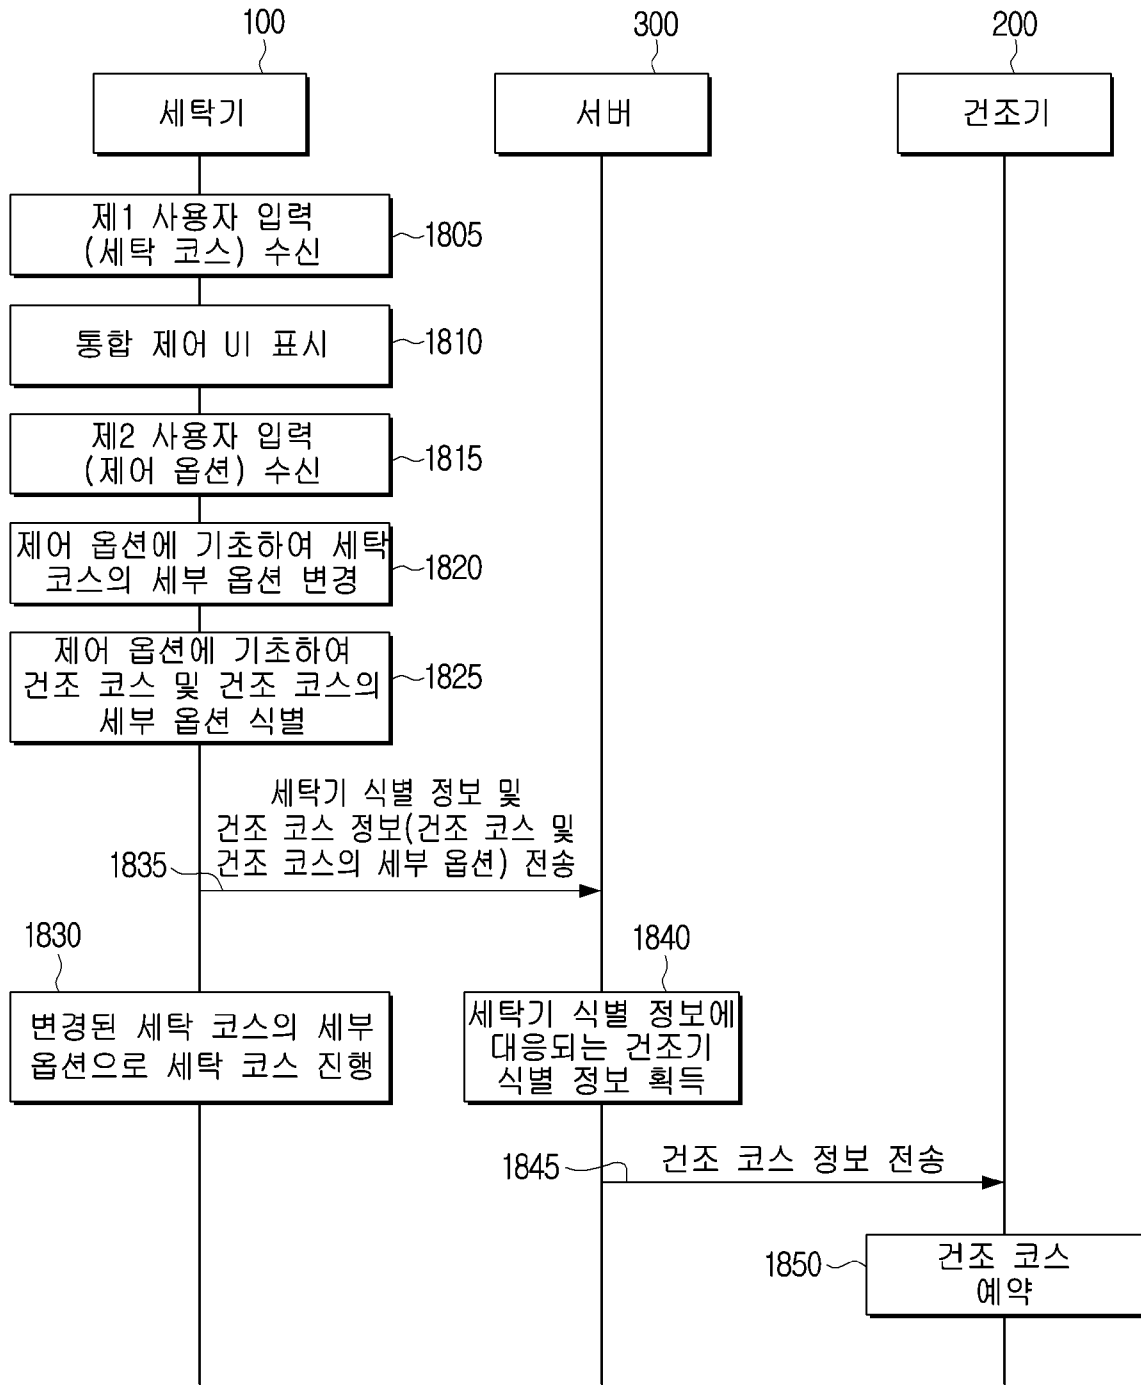 100
300
200
세탁기
서버
건조기
제1 사용자 입력
(세탁 코스) 수신
1805
통합 제어 UI 표시
1810
제2 사용자 입력
(제어 옵션) 수신
1815
제어 옵션에 기초하여 세탁
코스의 세부 옵션 변경
1820
제어 옵션에 기초하여
건조 코스 및 건조 코스의
세부 옵션 식별
1825
세탁기 식별 정보 및
건조 코스 정보(건조 코스 및
건조 코스의 세부 옵션) 전송
1835
1830
변경된 세탁 코스의 세부
옵션으로 세탁 코스 진행
1840
세탁기 식별 정보에
대응되는 건조기
식별 정보 획득
1845
건조 코스 정보 전송
1850
건조 코스
예약